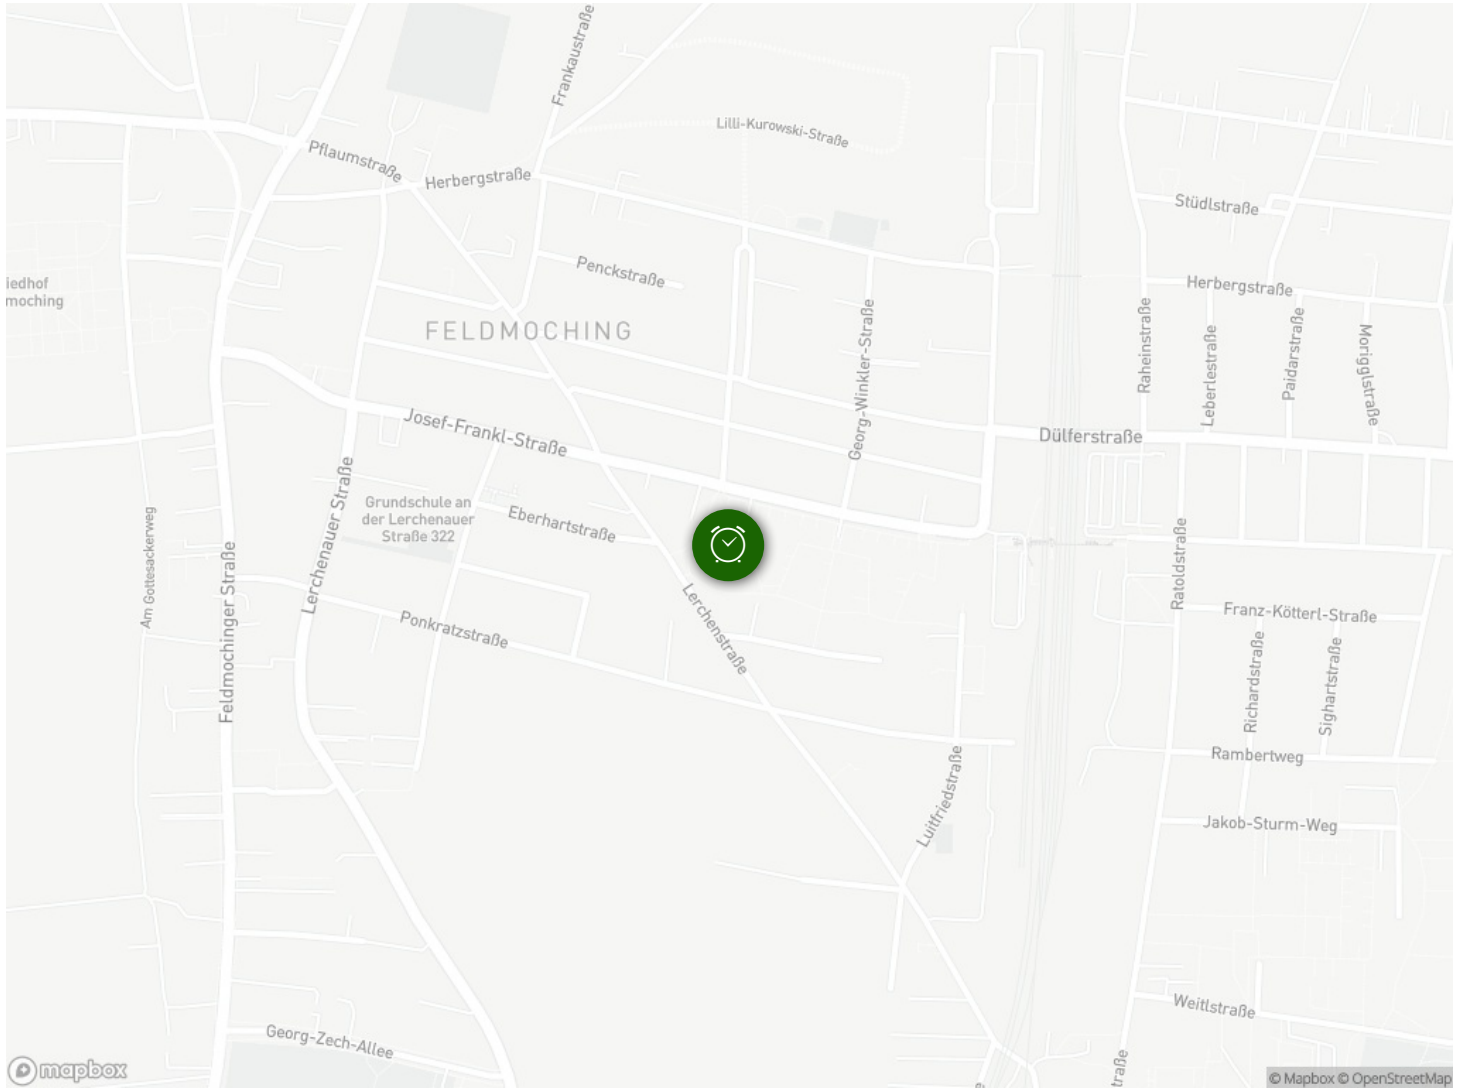 Frankaustraße
Lilli-Kurowski-Straße
Pflaumstraße
Herbergstraße
Stüdlstraße
iedhof
moching
Penckstraße
Herbergstraße
FELDMOCHING
Georg-Winkler-Straße
Raheinstraße
Leberlestraße
Paidarstraße
Morigglstraße
Josef-Frankl-Straße
Dülferstraße
Lerchenauer Straße
Grundschule an
der Lerchenauer
Straße 322
Eberhartstraße
Am Gottesackerweg
Feldmochinger Straße
Ratoldstraße
Ponkratzstraße
Lerchenstraße
Franz-Kötterl-Straße
Richardstraße
Sighartstraße
Rambertweg
Luitfriedstraße
Jakob-Sturm-Weg
Weitlstraße
Georg-Zech-Allee
traße
mapbox
© Mapbox © OpenStreetMap